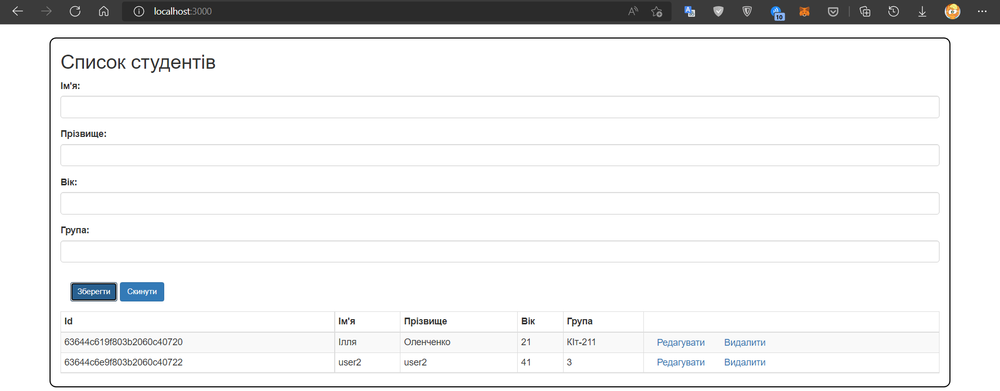 localhost:3000
10
Список студентів
Ім'я:
Прізвище:
Вік:
Група:
Зберегти Скинути
Id Ім'я Прізвище Вік Група
63644c619f803b2060c40720 Ілля Оленченко 21 КІт-211 Редагувати Видалити
63644c6e9f803b2060c40722 user2 user2 41 3 Редагувати Видалити